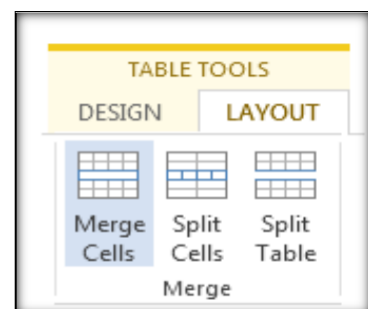 TABLE TOOLS
DESIGN LAYOUT
Merge Split Split
Cells Cells Table
Merge